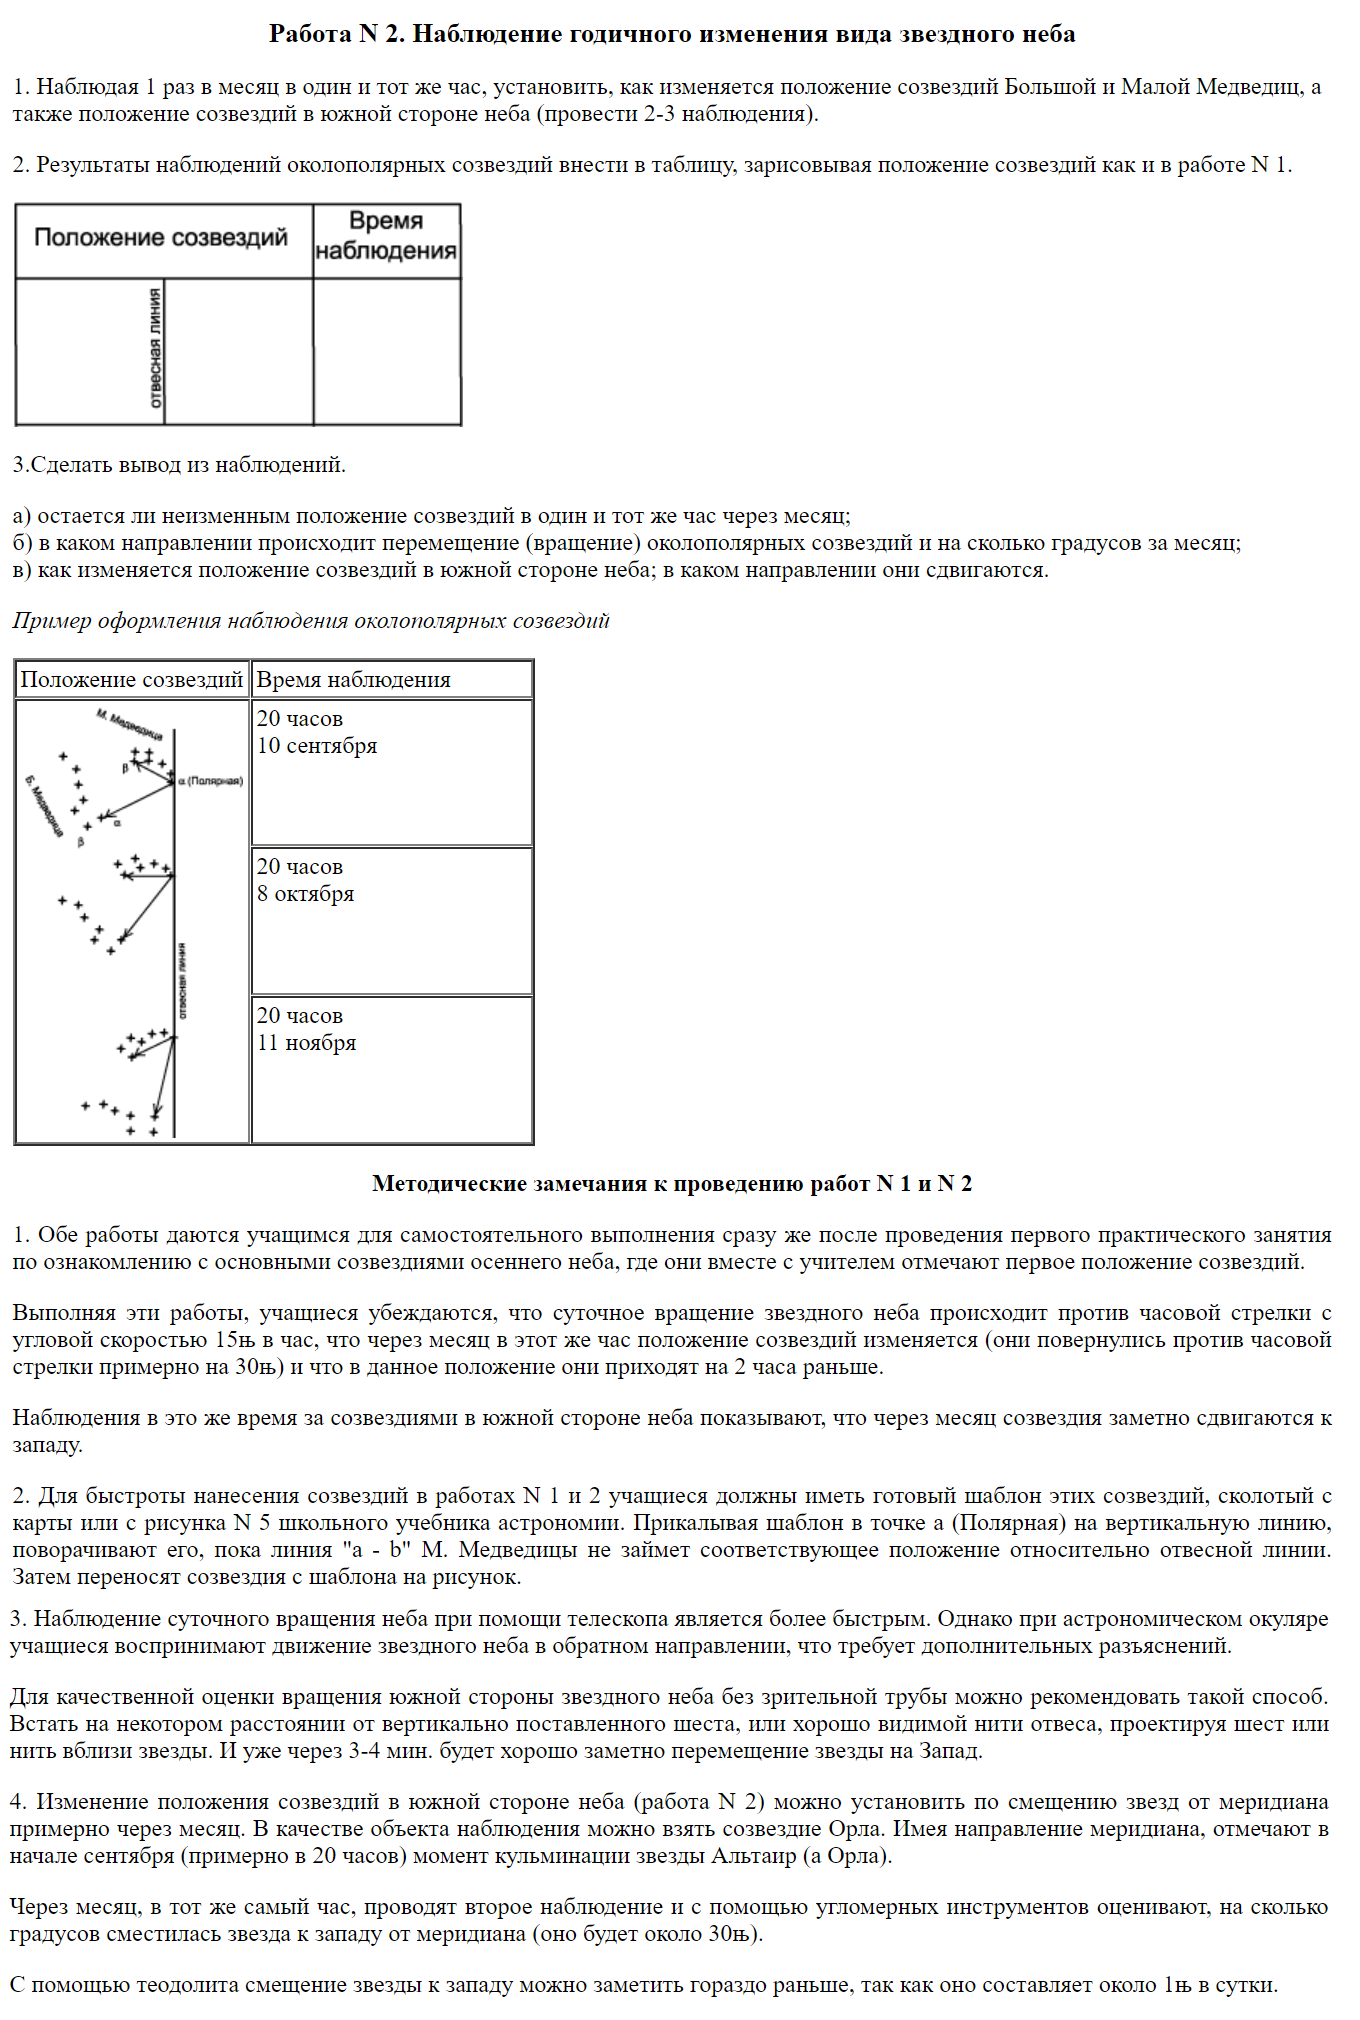 Работа N 2. Наблюдение годичного изменения вида звездного неба
1. Наблюдая 1 раз в месяц в один и тот же час, установить, как изменяется положение созвездий Большой и Малой Медведиц, а
также положение созвездий в южной стороне неба (провести 2-3 наблюдения).
2. Результаты наблюдений околополярных созвездий внести в таблицу, зарисовывая положение созвездий как и в работе N 1.
Положение созвездий
Время
наблюдения
отвесная линия
3.Сделать вывод из наблюдений.
а) остается ли неизменным положение созвездий в один и тот же час через месяц;
б) в каком направлении происходит перемещение (вращение) околополярных созвездий и на сколько градусов за месяц;
в) как изменяется положение созвездий в южной стороне неба; в каком направлении они сдвигаются.
Пример оформления наблюдения околополярных созвездий
Положение созвездий
Время наблюдения
М. Медведица
β
α (Полярная)
Б. Медведица
α
β
отвесная линия
20 часов
10 сентября
20 часов
8 октября
20 часов
11 ноября
Методические замечания к проведению работ N 1 и N 2
1. Обе работы даются учащимся для самостоятельного выполнения сразу же после проведения первого практического занятия
по ознакомлению с основными созвездиями осеннего неба, где они вместе с учителем отмечают первое положение созвездий.
Выполняя эти работы, учащиеся убеждаются, что суточное вращение звездного неба происходит против часовой стрелки с
угловой скоростью 15њ в час, что через месяц в этот же час положение созвездий изменяется (они повернулись против часовой
стрелки примерно на 30њ) и что в данное положение они приходят на 2 часа раньше.
Наблюдения в это же время за созвездиями в южной стороне неба показывают, что через месяц созвездия заметно сдвигаются к
западу.
2. Для быстроты нанесения созвездий в работах N 1 и 2 учащиеся должны иметь готовый шаблон этих созвездий, сколотый с
карты или с рисунка N 5 школьного учебника астрономии. Прикалывая шаблон в точке a (Полярная) на вертикальную линию,
поворачивают его, пока линия "a - b" М. Медведицы не займет соответствующее положение относительно отвесной линии.
Затем переносят созвездия с шаблона на рисунок.
3. Наблюдение суточного вращения неба при помощи телескопа является более быстрым. Однако при астрономическом окуляре
учащиеся воспринимают движение звездного неба в обратном направлении, что требует дополнительных разъяснений.
Для качественной оценки вращения южной стороны звездного неба без зрительной трубы можно рекомендовать такой способ.
Встать на некотором расстоянии от вертикально поставленного шеста, или хорошо видимой нити отвеса, проектируя шест или
нить вблизи звезды. И уже через 3-4 мин. будет хорошо заметно перемещение звезды на Запад.
4. Изменение положения созвездий в южной стороне неба (работа N 2) можно установить по смещению звезд от меридиана
примерно через месяц. В качестве объекта наблюдения можно взять созвездие Орла. Имея направление меридиана, отмечают в
начале сентября (примерно в 20 часов) момент кульминации звезды Альтаир (a Орла).
Через месяц, в тот же самый час, проводят второе наблюдение и с помощью угломерных инструментов оценивают, на сколько
градусов сместилась звезда к западу от меридиана (оно будет около 30њ).
С помощью теодолита смещение звезды к западу можно заметить гораздо раньше, так как оно составляет около 1њ в сутки.